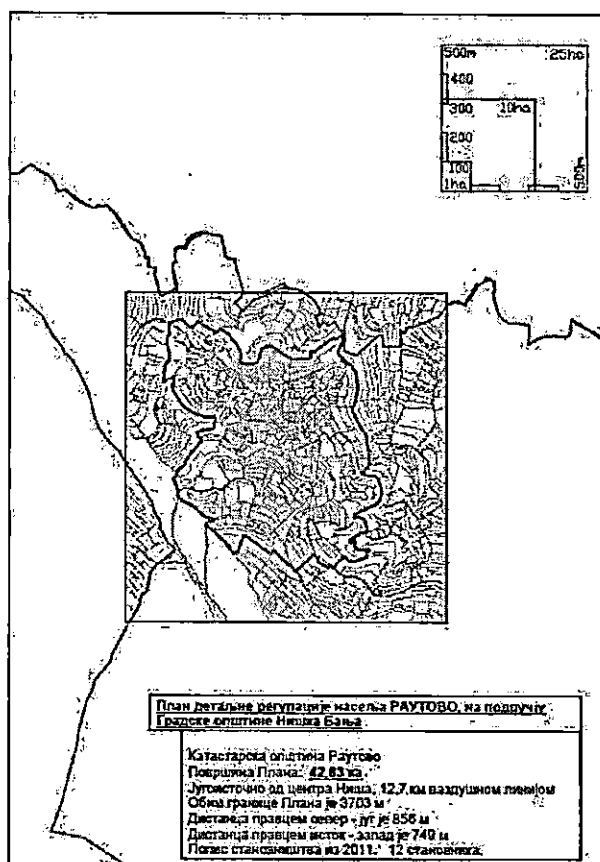 500m 25ha
400
300 10ha
200
100
1ha 500m
План детаљне регулације насеља РАУТОВО, на подручју
Градске општине Нишка Бања
Катастарска општина Раутово
Површина Плана: 42,83 ха
Југоисточно од центра Ниша, 12,7 км ваздушном линијом
Обим границе Плана је 3703 м
Дистанца правцем север - југ је 856 м
Дистанца правцем исток - запад је 749 м
Попис становништва из 2011. 12 становника.